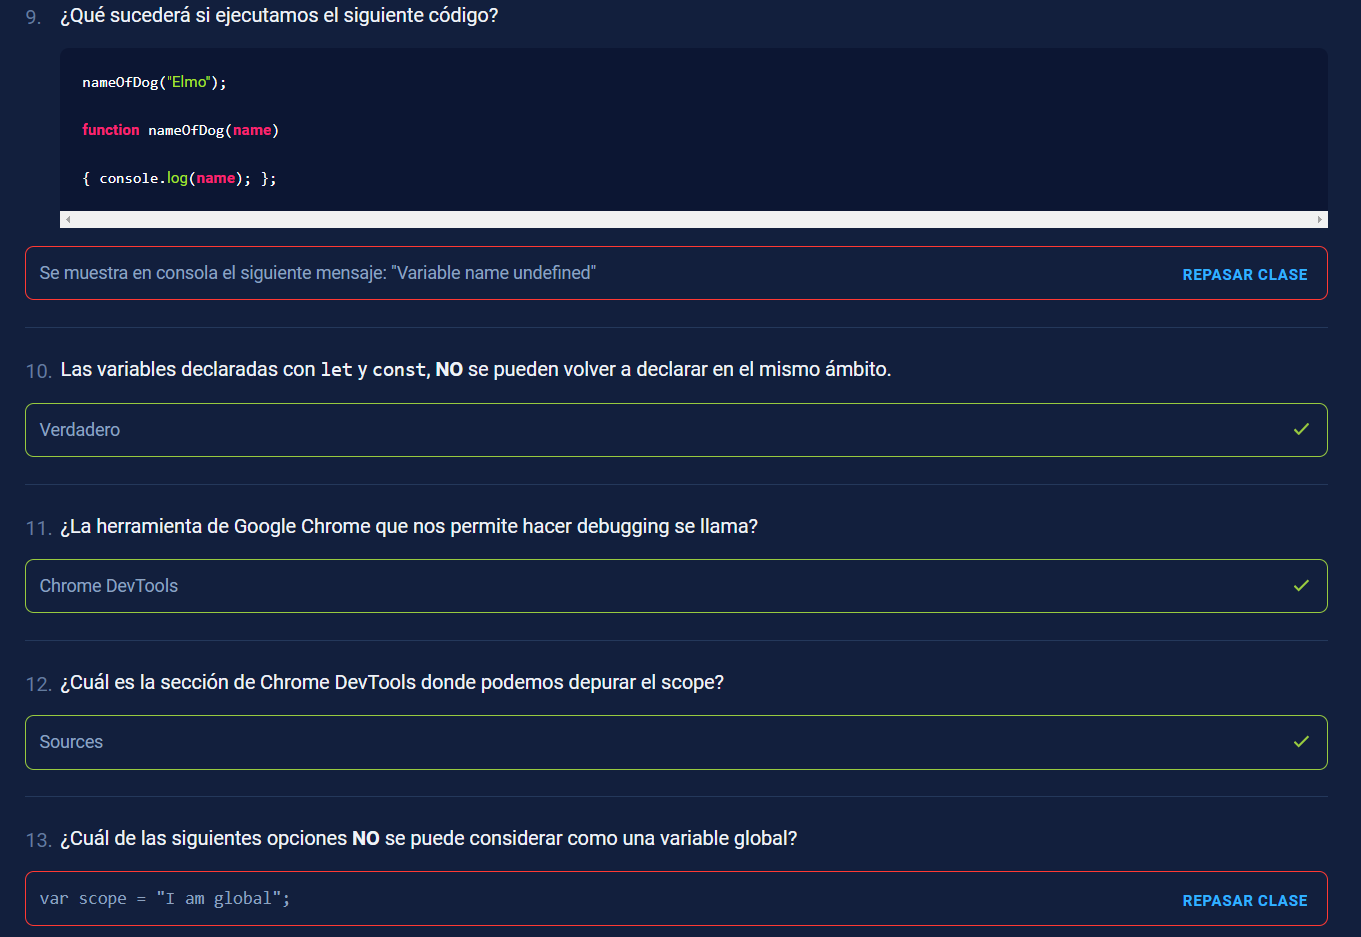 9. ¿Qué sucederá si ejecutamos el siguiente código?
nameOfDog("Elmo");
function nameOfDog(name)
{ console.log(name); };
Se muestra en consola el siguiente mensaje: "Variable name undefined"
REPASAR CLASE
10. Las variables declaradas con let y const, NO se pueden volver a declarar en el mismo ámbito.
Verdadero
11. ¿La herramienta de Google Chrome que nos permite hacer debugging se llama?
Chrome DevTools
12. ¿Cuál es la sección de Chrome DevTools donde podemos depurar el scope?
Sources
13. ¿Cuál de las siguientes opciones NO se puede considerar como una variable global?
var scope = "I am global";
REPASAR CLASE